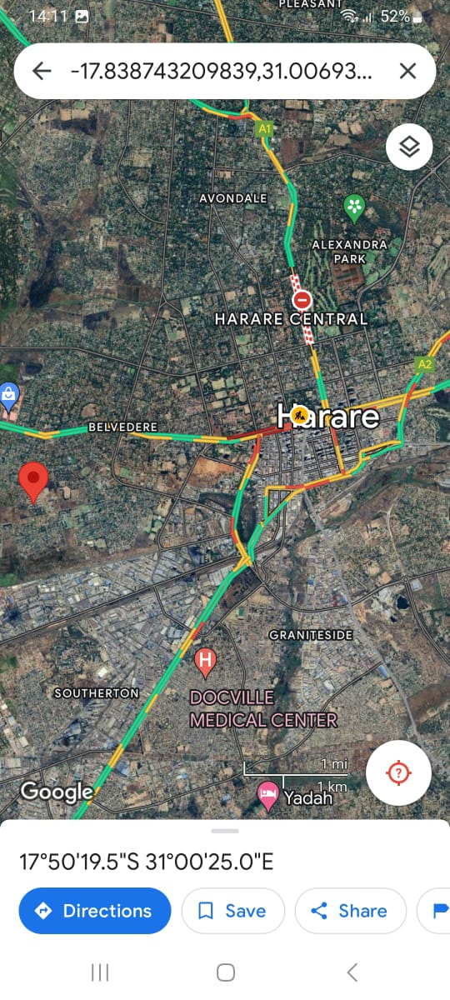 PLEASANT
14:11 52%
-17.838743209839,31.00693...
A1
AVONDALE
ALEXANDRA
PARK
HARARE CENTRAL
A2
Harare
BELVEDERE
GRANITESIDE
H
SOUTHERTON
DOCVILLE
MEDICAL CENTER
1 mi
1 km
?
Google
Yadah
17°50'19.5"S 31°00'25.0"E
Directions
Save
Share